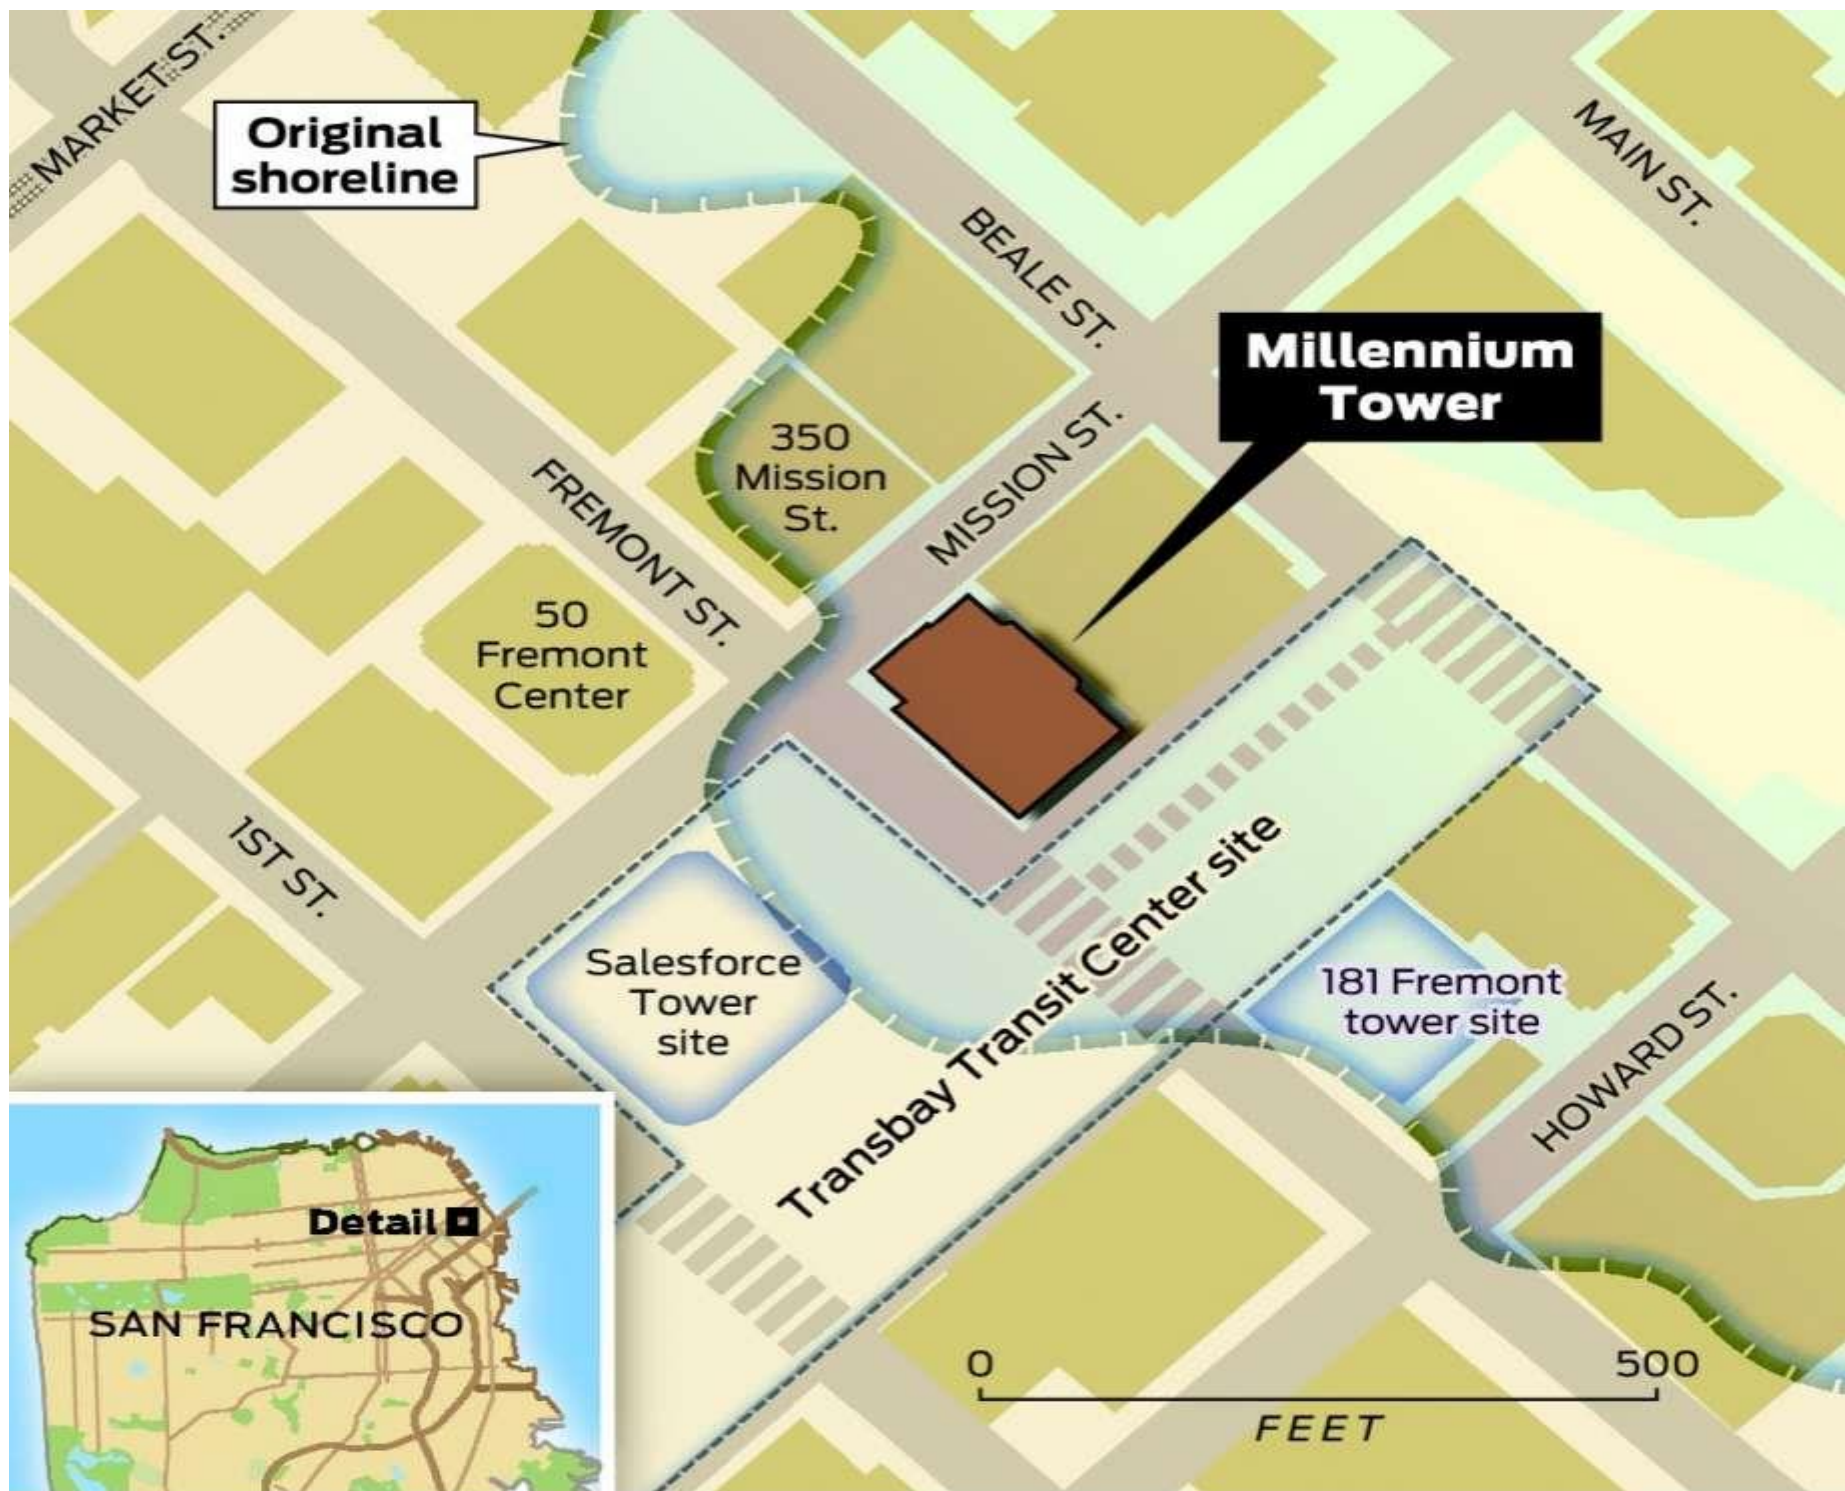 MARKET ST.
Original
shoreline
MAIN ST.
BEALE ST.
Millennium
Tower
350
Mission
St.
MISSION ST.
FREMONT ST.
50
Fremont
Center
1ST ST.
Transbay Transit Center site
Salesforce
Tower
site
181 Fremont
tower site
HOWARD ST.
Detail
SAN FRANCISCO
0
500
FEET